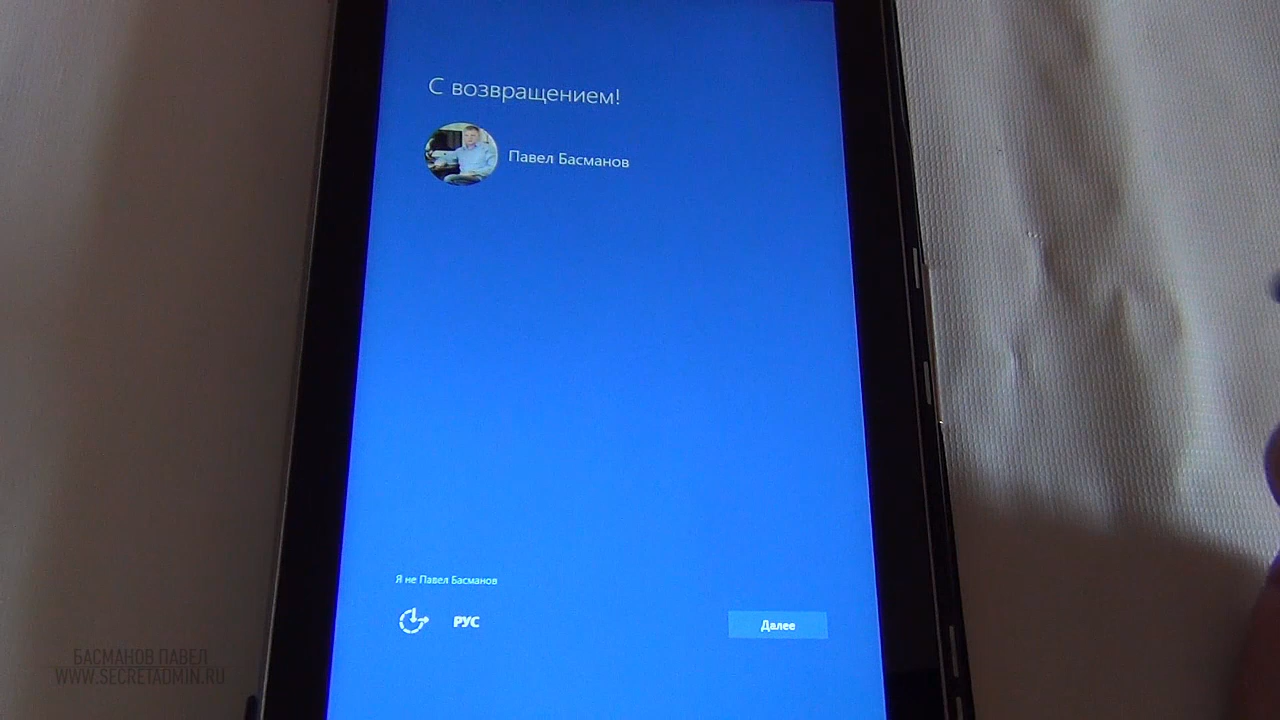 С возвращением!
Павел Басманов
Я не Павел Басманов
РУС
Далее
БАСМАНОВ ПАВЕЛ
WWW.SECRETADMIN.RU